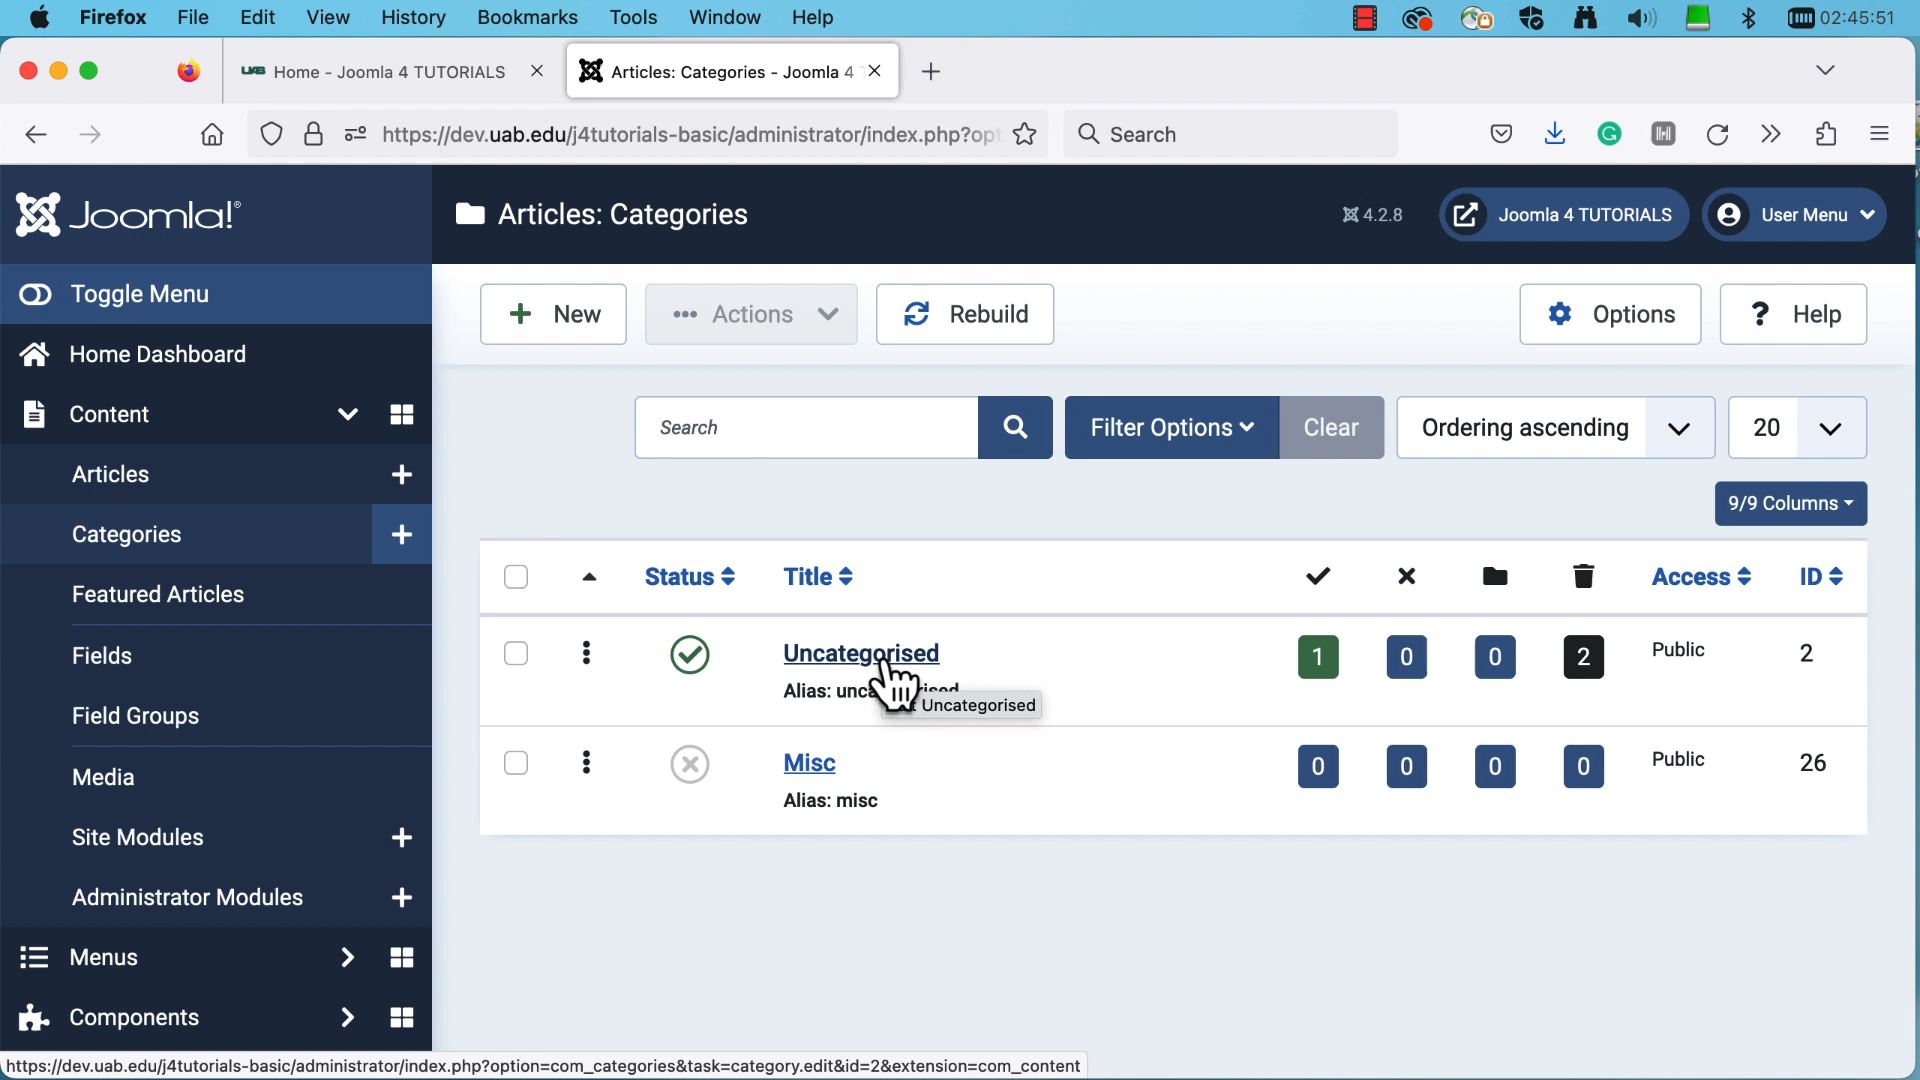 Firefox File Edit View History Bookmarks Tools Window Help 02:45:51
UAB Home - Joomla 4 TUTORIALS Articles: Categories - Joomla 4
https://dev.uab.edu/j4tutorials-basic/administrator/index.php?opt Search
Joomla!® Articles: Categories 4.2.8 Joomla 4 TUTORIALS User Menu
Toggle Menu
New Actions Rebuild Options ? Help
Home Dashboard
Content
Search Filter Options Clear Ordering ascending 20
Articles
9/9 Columns
Categories
Status Title Access ID
Featured Articles
Fields
Uncategorised 1 0 0 2 Public 2
Alias:
Uncategorised
Field Groups
Misc 0 0 0 0 Public 26
Alias: misc
Media
Site Modules
Administrator Modules
Menus
Components
https://dev.uab.edu/j4tutorials-basic/administrator/index.php?option=com_categories&task=category.edit&id=2&extension=com_content